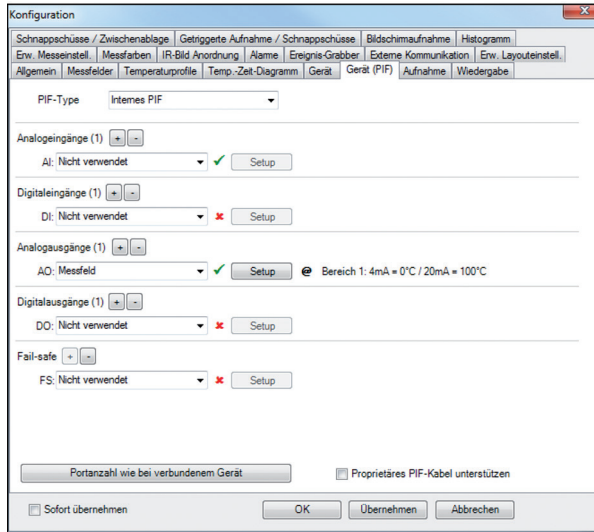 Konfiguration
Schnappschüsse / Zwischenablage Getriggerte Aufnahme / Schnappschüsse Bildschirmaufnahme Histogramm
Erw. Messeinstell. Messfarben IR-Bild Anordnung Alarme Ereignis-Grabber Externe Kommunikation Erw. Layouteinstell.
Allgemein Messfelder Temperaturprofile Temp.-Zeit-Diagramm Gerät Gerät (PIF) Aufnahme Wiedergabe
PIF-Type Internes PIF
Analogeingänge (1) + -
AI: Nicht verwendet Setup
Digitaleingänge (1) + -
DI: Nicht verwendet Setup
Analogausgänge (1) + -
AO: Messfeld Setup @ Bereich 1: 4mA = 0°C / 20mA = 100°C
Digitalausgänge (1) + -
DO: Nicht verwendet Setup
Fail-safe + -
FS: Nicht verwendet Setup
Portanzahl wie bei verbundenem Gerät Proprietäres PIF-Kabel unterstützen
Sofort übernehmen OK Übernehmen Abbrechen